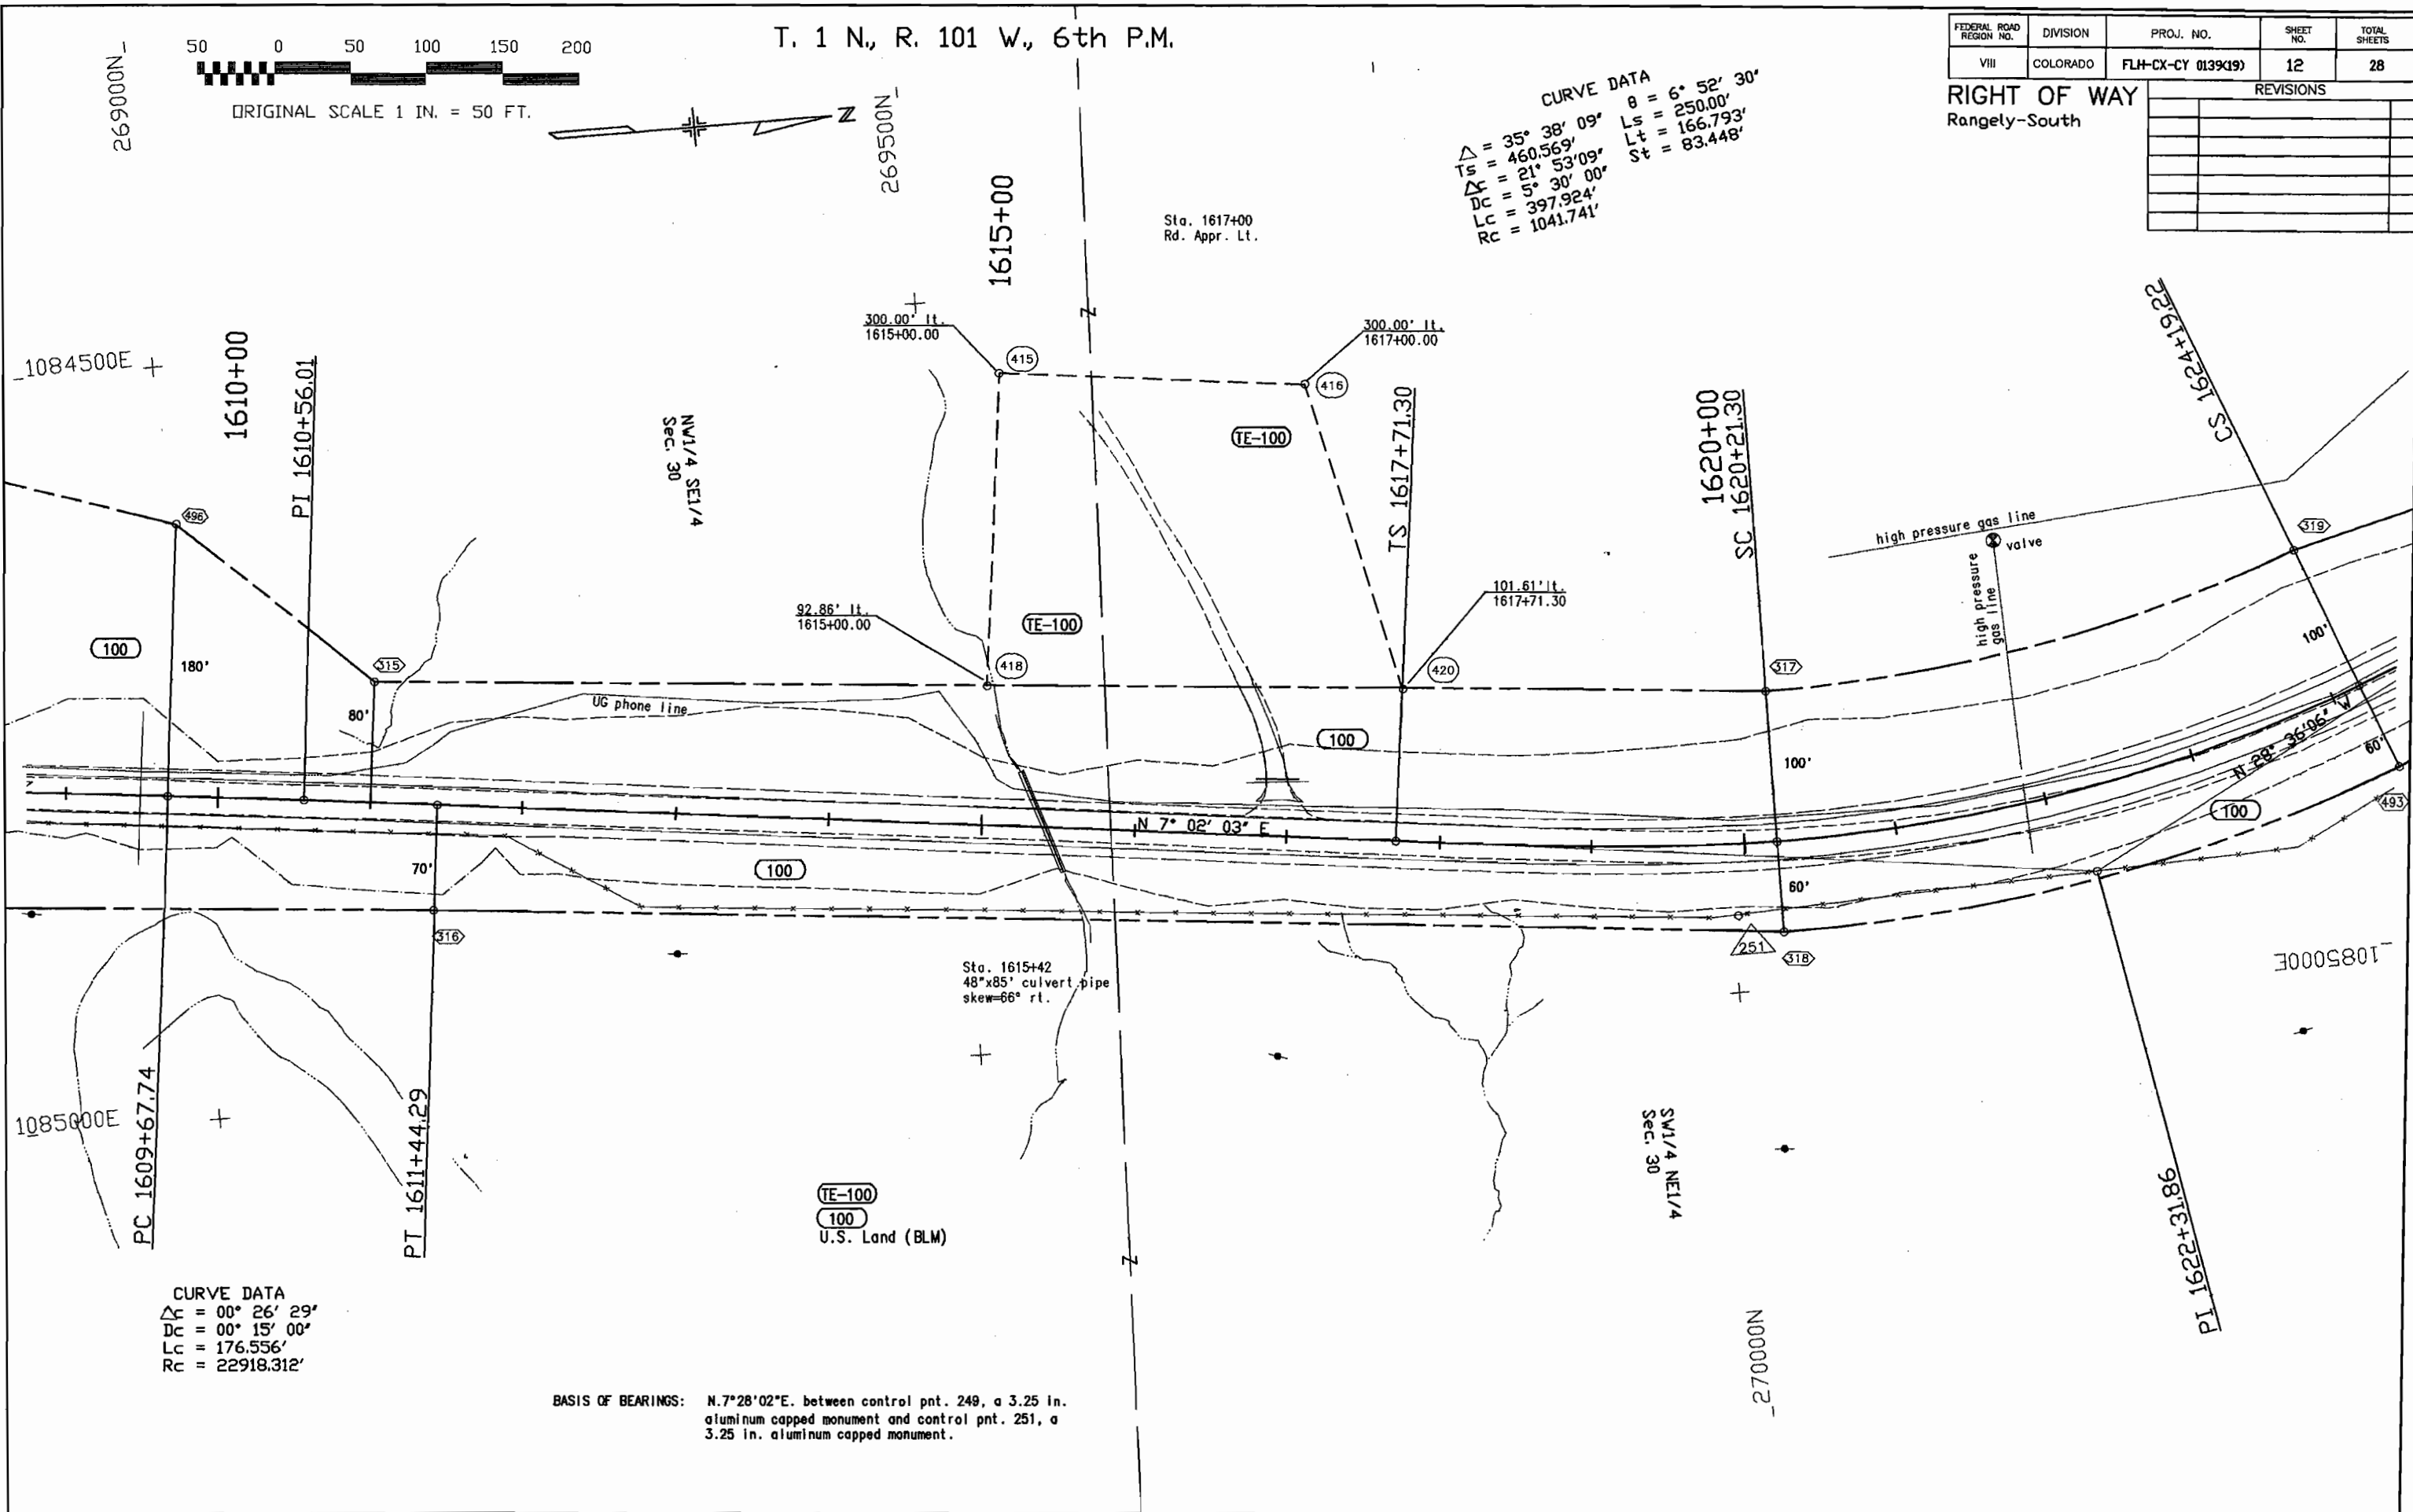 T. 1 N., R. 101 W., 6th P.M.
FEDERAL ROAD REGION NO.
DIVISION
PROJ. NO.
SHEET NO.
TOTAL SHEETS
VIII
COLORADO
FLH-CX-CY 0139(19)
12
28
RIGHT OF WAY
Rangely-South
REVISIONS
50 0 50 100 150 200
ORIGINAL SCALE 1 IN. = 50 FT.
269000N
269500N
Z
CURVE DATA
Δ = 35° 38' 09" θ = 6° 52' 30"
Ts = 460.569' Ls = 250.00'
Δc = 21° 53'09" Lt = 166.793'
Dc = 5° 30' 00" St = 83.448'
Lc = 397.924'
Rc = 1041.741'
Sta. 1617+00
Rd. Appr. Lt.
1615+00
1610+00
PI 1610+56.01
1084500E
300.00' lt.
1615+00.00
415
300.00' lt.
1617+00.00
416
TE-100
TS 1617+71.30
1620+00
SC 1620+21.30
CS 1624+19.22
NW1/4 SE1/4
Sec. 30
496
315
100
180'
80'
UG phone line
92.86' lt.
1615+00.00
418
TE-100
101.61' lt.
1617+71.30
420
100
317
100'
high pressure gas line
valve
high pressure
gas line
319
100'
N 28° 36'06" W
60'
493
100
N 7° 02' 03" E
70'
100
60'
316
251
318
Sta. 1615+42
48"x85' culvert pipe
skew=66° rt.
1085000E
1085000E
PC 1609+67.74
PT 1611+44.29
SW1/4 NE1/4
Sec. 30
PI 1622+31.86
270000N
TE-100
100
U.S. Land (BLM)
CURVE DATA
Δc = 00° 26' 29"
Dc = 00° 15' 00"
Lc = 176.556'
Rc = 22918.312'
BASIS OF BEARINGS: N.7°28'02"E. between control pnt. 249, a 3.25 in.
aluminum capped monument and control pnt. 251, a
3.25 in. aluminum capped monument.